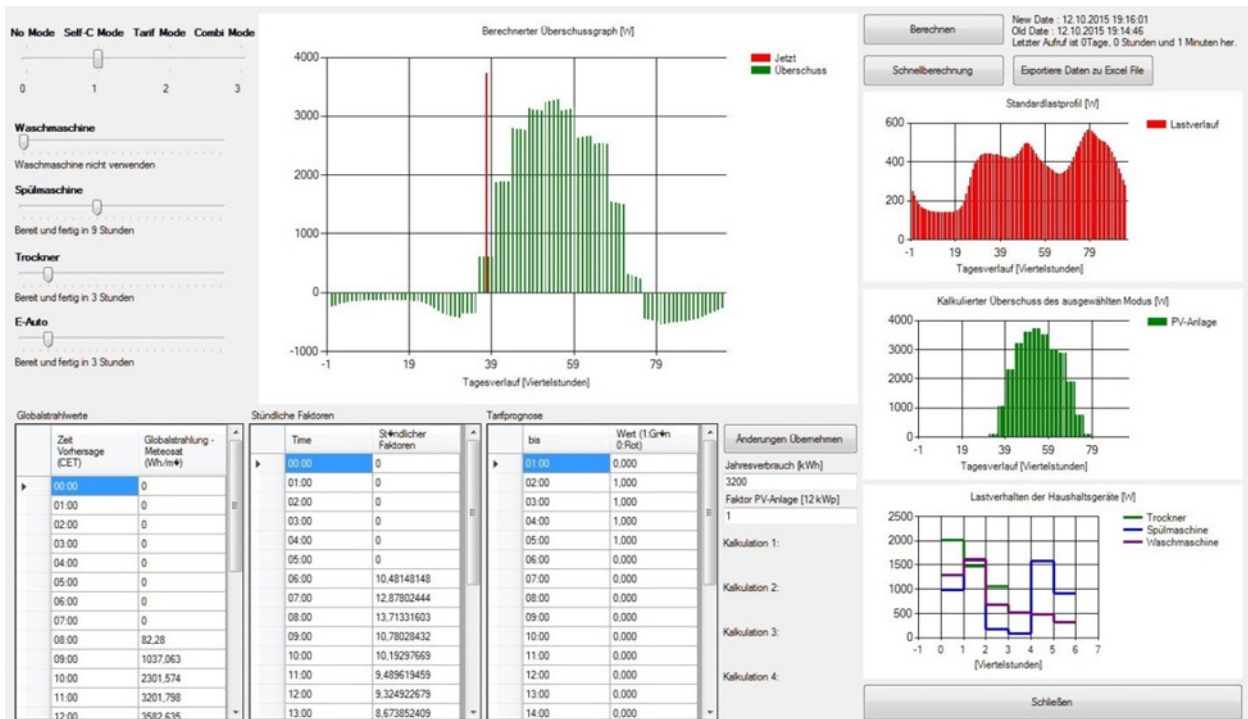 No Mode Self-C Mode Tarif Mode Combi Mode
0 1 2 3
Waschmaschine
Waschmaschine nicht verwenden
Spülmaschine
Bereit und fertig in 9 Stunden
Trockner
Bereit und fertig in 3 Stunden
E-Auto
Bereit und fertig in 3 Stunden
Berechnerter Überschussgraph [W]
4000
3000
2000
1000
0
-1000
-1 19 39 59 79
Tagesverlauf [Viertelstunden]
Jetzt
Überschuss
Berechnen
New Date : 12.10.2015 19:16:01
Old Date : 12.10.2015 19:14:46
Letzter Aufruf ist 0Tage, 0 Stunden und 1 Minuten her.
Schnellberechnung
Exportiere Daten zu Excel File
Standardlastprofil [W]
600
400
200
0
-1 19 39 59 79
Tagesverlauf [Viertelstunden]
Lastverlauf
Kalkulierter Überschuss des ausgewählten Modus [W]
4000
3000
2000
1000
0
-1 19 39 59 79
Tagesverlauf [Viertelstunden]
PV-Anlage
Lastverhalten der Haushaltsgeräte [W]
2500
2000
1500
1000
500
0
-1 0 1 2 3 4 5 6 7
[Viertelstunden]
Trockner
Spülmaschine
Waschmaschine
Schließen
Globalstrahlwerte
Zeit
Vorhersage
(CET)
Globalstrahlung -
Meteosat
(Wh/m�)
00:00 0
01:00 0
02:00 0
03:00 0
04:00 0
05:00 0
06:00 0
07:00 0
08:00 82,28
09:00 1037,063
10:00 2301,574
11:00 3201,798
12:00 3582,635
Stündliche Faktoren
Time
St�ndlicher
Faktoren
00:00 0
01:00 0
02:00 0
03:00 0
04:00 0
05:00 0
06:00 10,48148148
07:00 12,87802444
08:00 13,71331603
09:00 10,78028432
10:00 10,19297669
11:00 9,489619459
12:00 9,324922679
13:00 8,673852409
Tarifprognose
bis
Wert (1:Gr�n
0:Rot)
01:00 0,000
02:00 1,000
03:00 1,000
04:00 1,000
05:00 1,000
06:00 0,000
07:00 0,000
08:00 0,000
09:00 0,000
10:00 0,000
11:00 0,000
12:00 0,000
13:00 0,000
14:00 0,000
Änderungen Übernehmen
Jahresverbrauch [kWh]
3200
Faktor PV-Anlage [12 kWp]
1
Kalkulation 1:
Kalkulation 2:
Kalkulation 3:
Kalkulation 4: